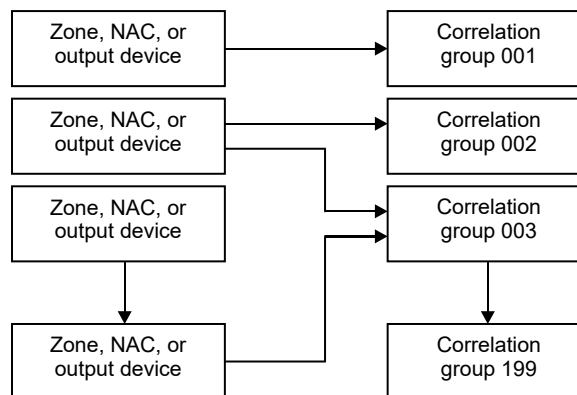 Zone, NAC, or
output device
Correlation
group 001
Zone, NAC, or
output device
Correlation
group 002
Zone, NAC, or
output device
Correlation
group 003
Zone, NAC, or
output device
Correlation
group 199